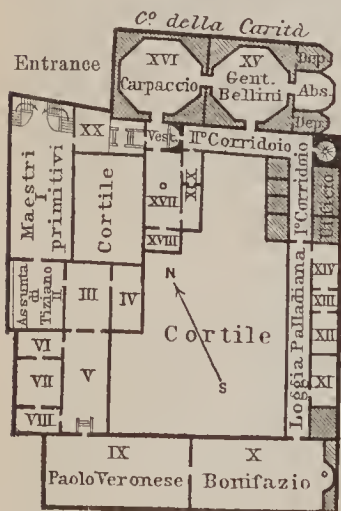 Cº. della Carità
Entrance
XVI
Carpaccio
XV
Gent.
Bellini
Dep.
Abs.
Dep.
XX
Vest.
IIº Corridoio
Maestri
I
primitivi
Cortile
XVII
XIX
XVIII
Iº Corridoio
Ufficio
Assunta
di
Tiziano
II
III
IV
N
S
Cortile
Loggia Palladiana
XIV
XIII
XII
XI
VI
VII
VIII
V
IX
Paolo Veronese
X
Bonifazio